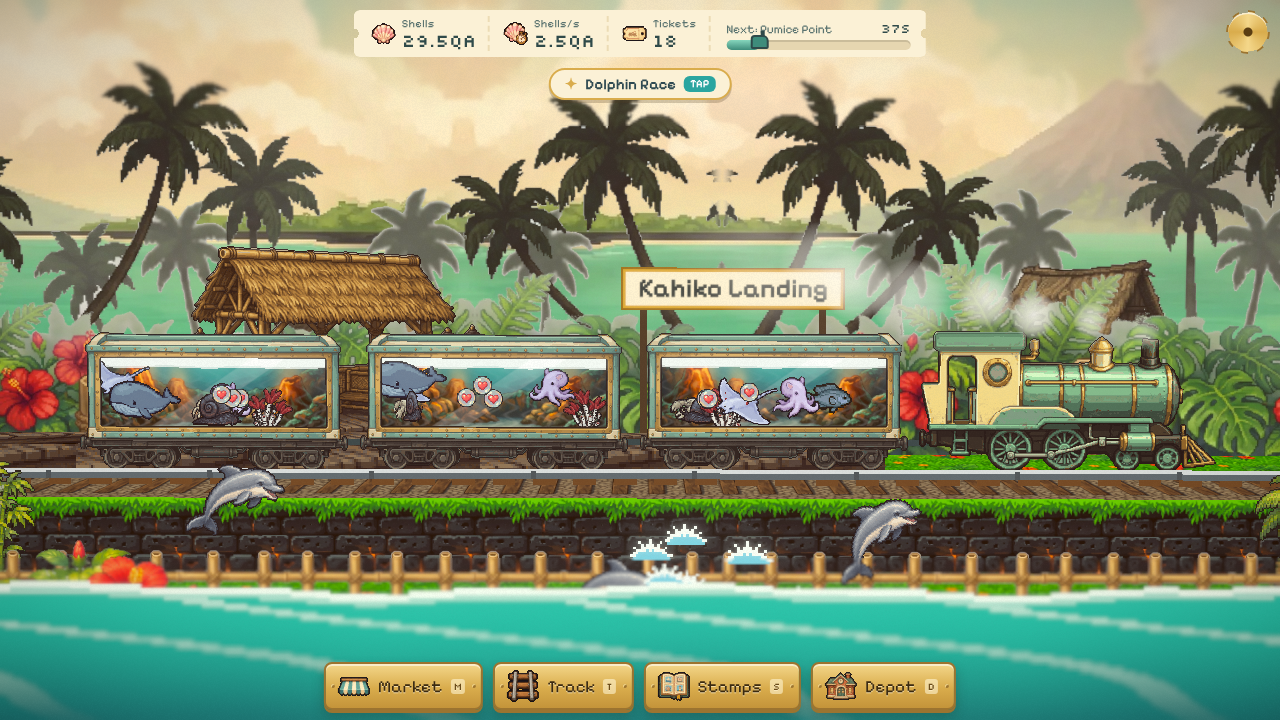 Shells
29.5QA
Shells/s
2.5QA
Tickets
18
Next: Pumice Point
37S
Dolphin Race TAP
Kahiko Landing
Market M
Track T
Stamps S
Depot D